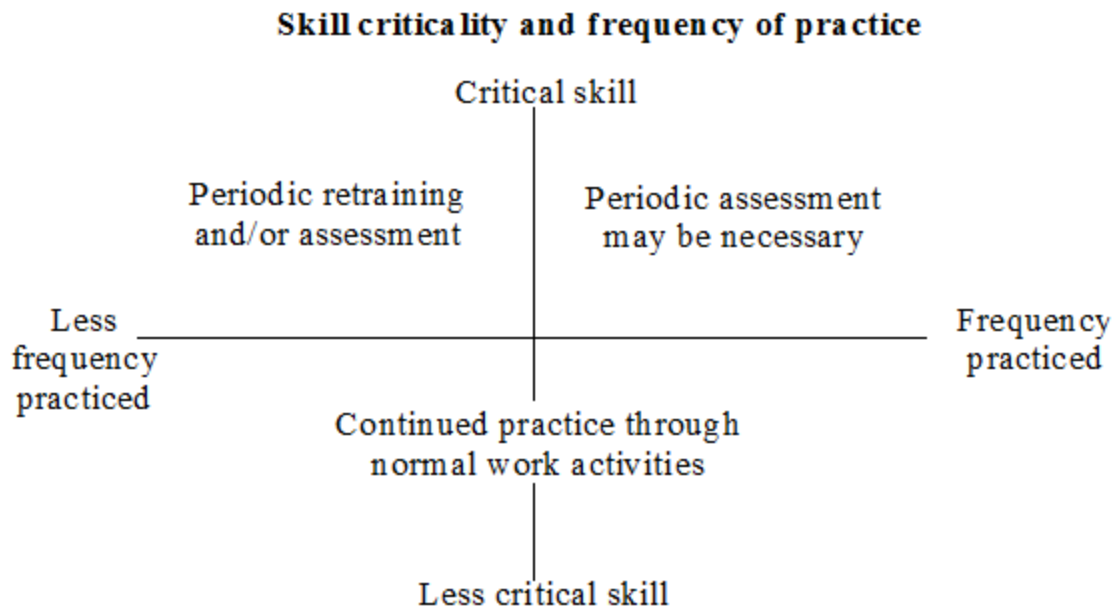 Skill criticality and frequency of practice
Critical skill
Periodic retraining
and/or assessment
Periodic assessment
may be necessary
Less
frequency
practiced
Frequency
practiced
Continued practice through
normal work activities
Less critical skill